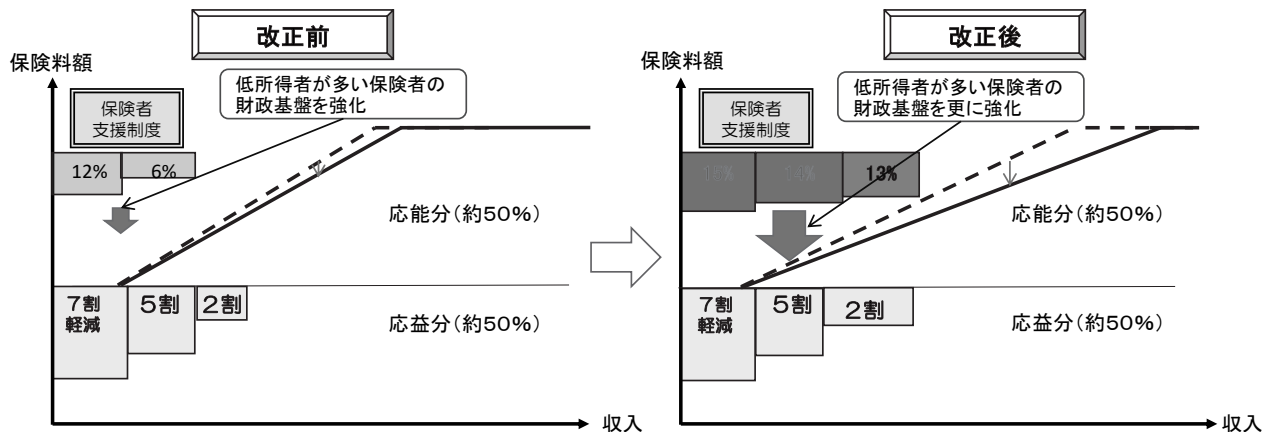 改正前
保険料額
低所得者が多い保険者の
財政基盤を強化
保険者
支援制度
12%
6%
応能分(約50%)
7割
軽減
5割
2割
応益分(約50%)
収入
改正後
保険料額
低所得者が多い保険者の
財政基盤を更に強化
保険者
支援制度
13%
応能分(約50%)
7割
軽減
5割
2割
応益分(約50%)
収入